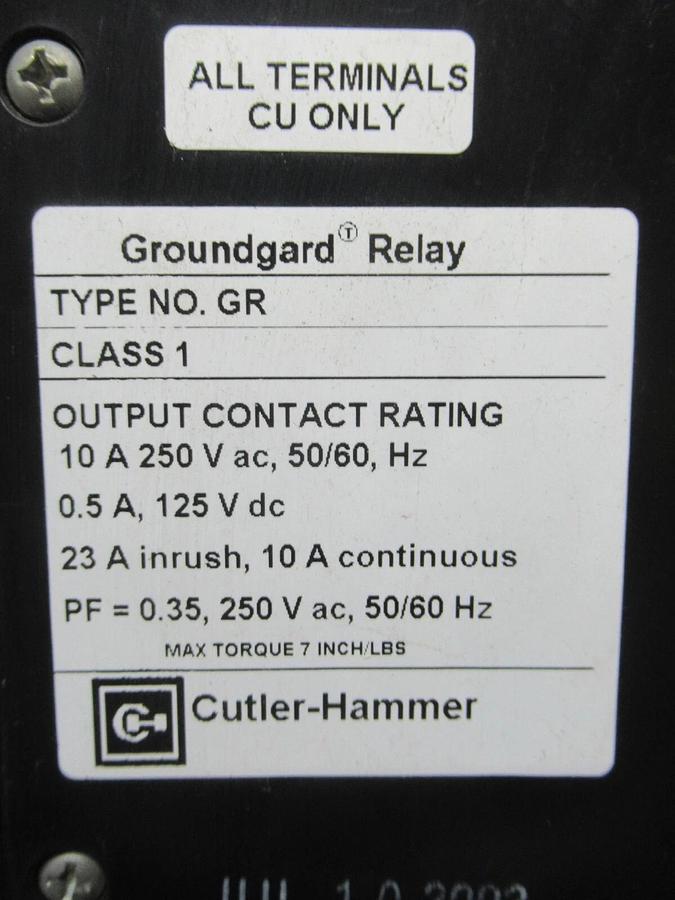 ALL TERMINALS
CU ONLY
Groundgard Ⓣ Relay
TYPE NO. GR
CLASS 1
OUTPUT CONTACT RATING
10 A 250 V ac, 50/60, Hz
0.5 A, 125 V dc
23 A inrush, 10 A continuous
PF = 0.35, 250 V ac, 50/60 Hz
MAX TORQUE 7 INCH/LBS
Cutler-Hammer